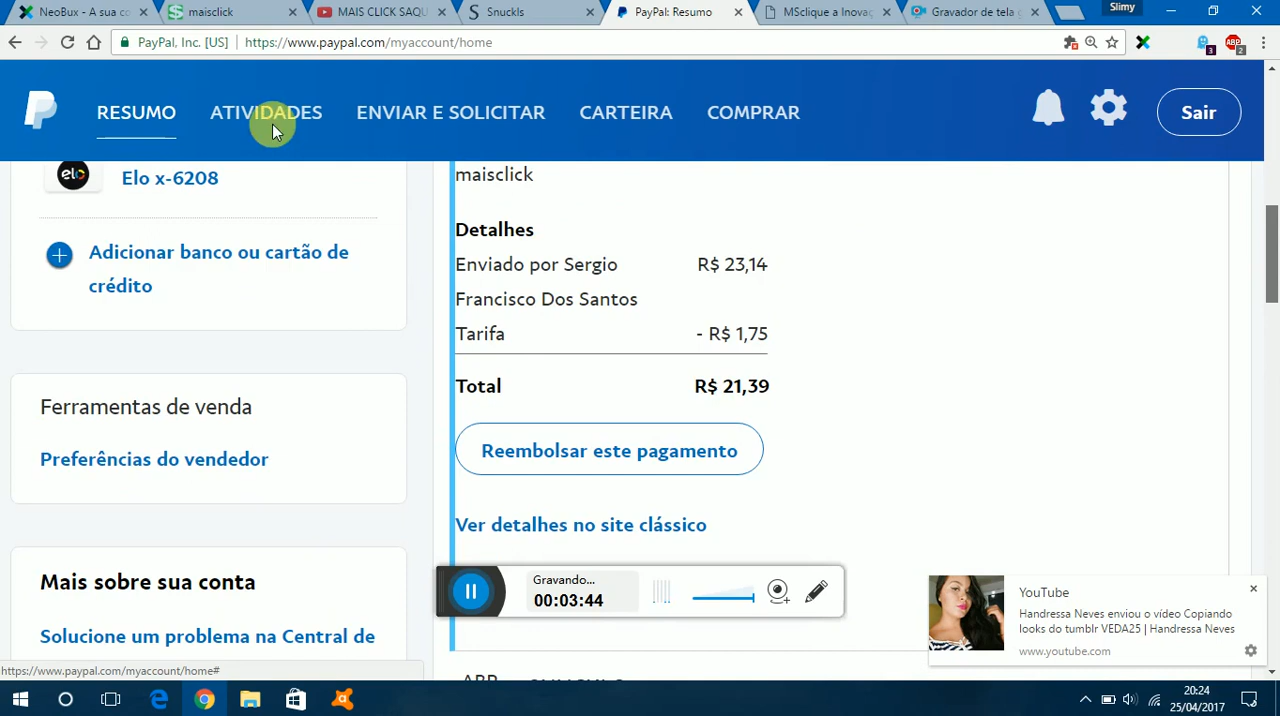 NeoBux - A sua co
maisclick
MAIS CLICK SAQU
Snuckls
PayPal: Resumo
MSclique a Inovaç
Gravador de tela
Slimy
PayPal, Inc. [US]
https://www.paypal.com/myaccount/home
3
ABP
2
RESUMO
ATIVIDADES
ENVIAR E SOLICITAR
CARTEIRA
COMPRAR
Sair
elo
Elo x-6208
Adicionar banco ou cartão de
crédito
Ferramentas de venda
Preferências do vendedor
Mais sobre sua conta
Solucione um problema na Central de
maisclick
Detalhes
Enviado por Sergio R$ 23,14
Francisco Dos Santos
Tarifa - R$ 1,75
Total R$ 21,39
Reembolsar este pagamento
Ver detalhes no site clássico
Gravando...
00:03:44
YouTube
Handressa Neves enviou o vídeo Copiando
looks do tumblr VEDA25 | Handressa Neves
www.youtube.com
https://www.paypal.com/myaccount/home#
20:24
25/04/2017